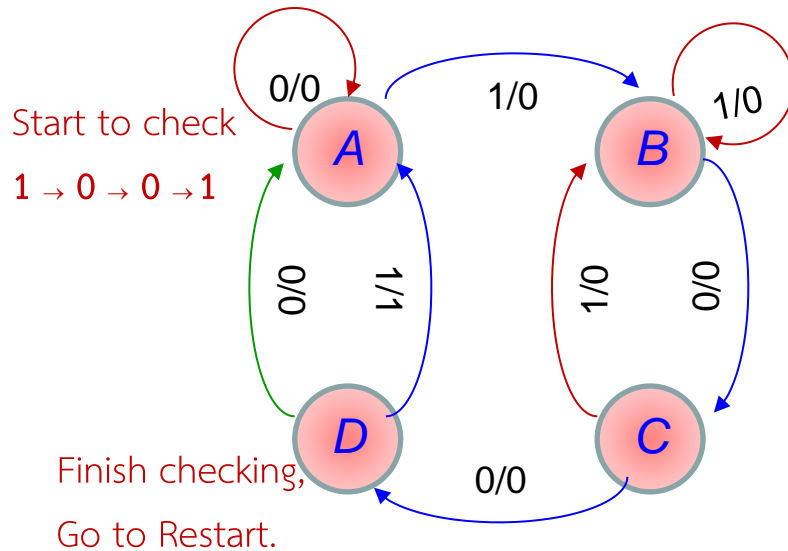 0/0
1/0
1/0
Start to check
1 → 0 → 0 →1
A
B
0/0
1/1
1/0
0/0
D
C
Finish checking,
0/0
Go to Restart.